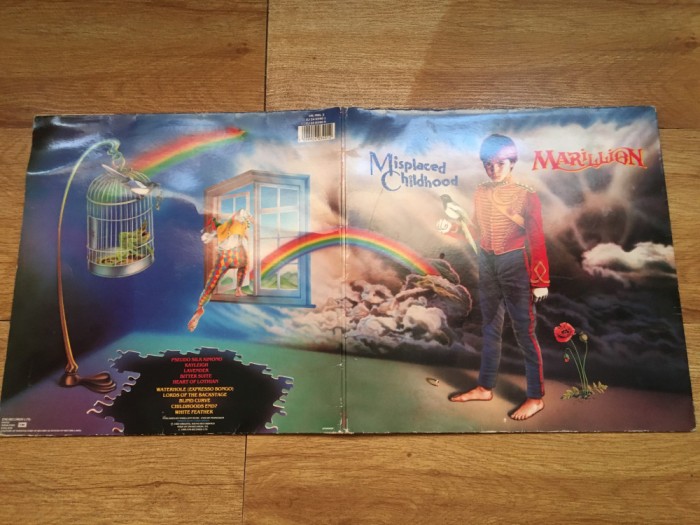 Misplaced
Childhood
MARILLION
PSEUDO SILK KIMONO
KAYLEIGH
LAVENDER
BITTER SUITE
HEART OF LOTHIAN
WATERHOLE (EXPRESSO BONGO)
LORDS OF THE BACKSTAGE
BLIND CURVE
CHILDHOODS END?
WHITE FEATHER
EMI